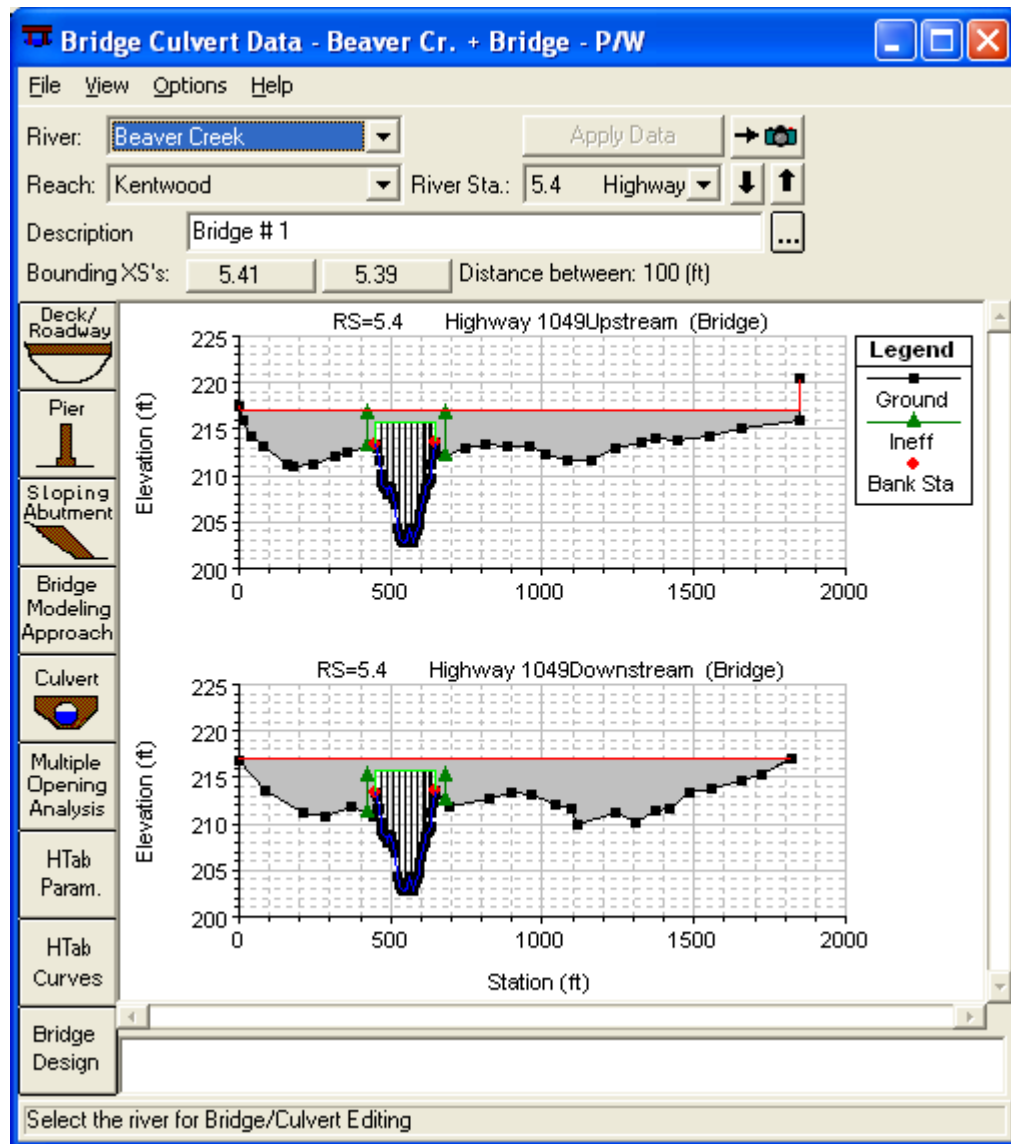 Bridge Culvert Data - Beaver Cr. + Bridge - P/W
File View Options Help
River: Beaver Creek Apply Data
Reach: Kentwood River Sta.: 5.4 Highway
Description Bridge # 1 ...
Bounding XS's: 5.41 5.39 Distance between: 100 (ft)
Deck/
Roadway
Pier
Sloping
Abutment
Bridge
Modeling
Approach
Culvert
Multiple
Opening
Analysis
HTab
Param.
HTab
Curves
Bridge
Design
RS=5.4 Highway 1049Upstream (Bridge)
Elevation (ft)
225
220
215
210
205
200
0 500 1000 1500 2000
Legend
Ground
Ineff
Bank Sta
RS=5.4 Highway 1049Downstream (Bridge)
Elevation (ft)
225
220
215
210
205
200
0 500 1000 1500 2000
Station (ft)
Select the river for Bridge/Culvert Editing